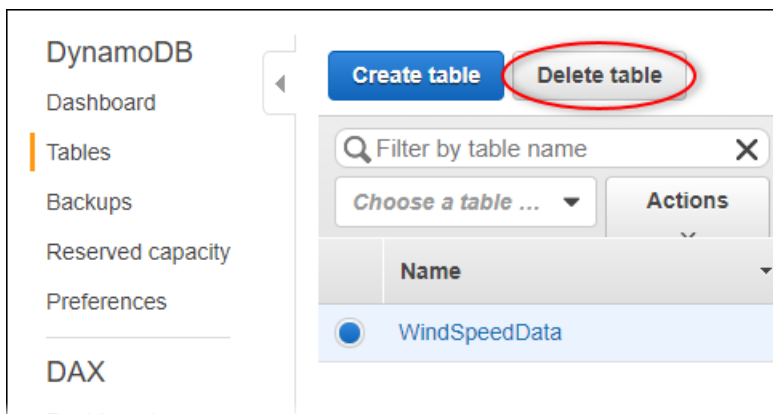 DynamoDB
Dashboard
Tables
Backups
Reserved capacity
Preferences
DAX
Create table
Delete table
Filter by table name
Choose a table ...
Actions
Name
WindSpeedData